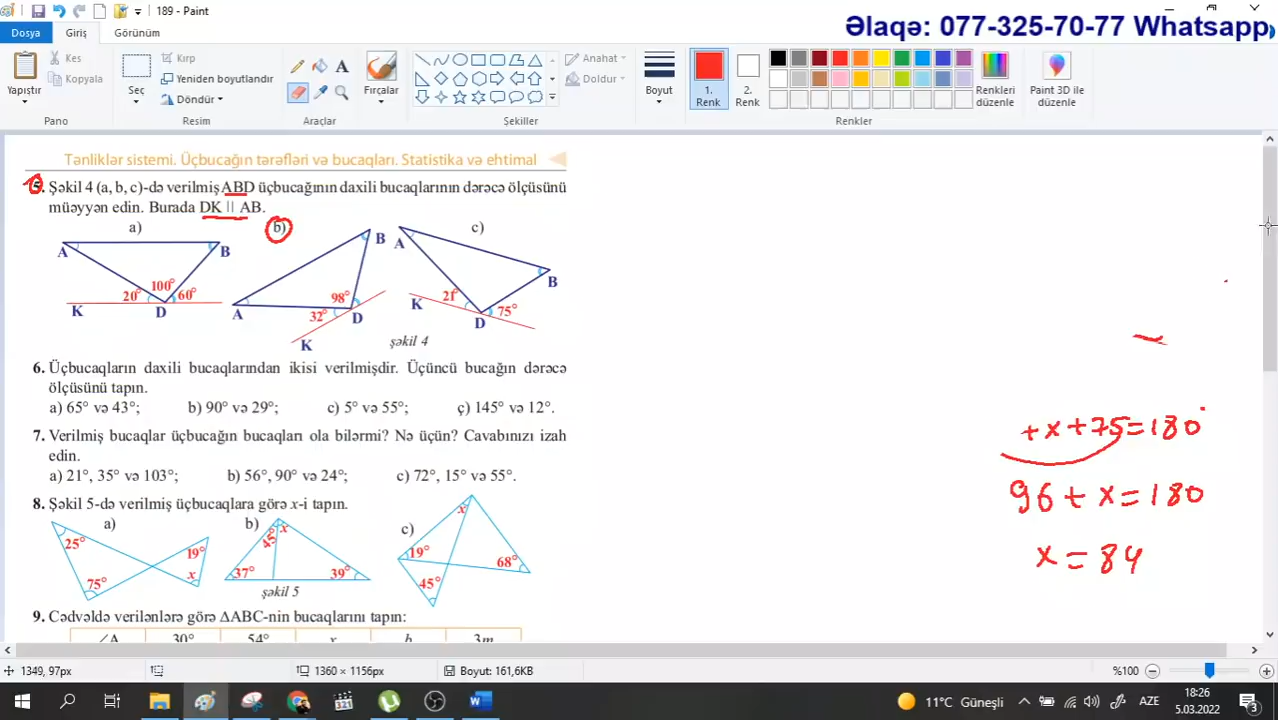 189 - Paint
Əlaqə: 077-325-70-77 Whatsapp
Dosya Giriş Görünüm
Yapıştır Kes Kopyala Seç Kırp Yeniden boyutlandır Döndür Fırçalar Anahat Doldur Boyut 1. Renk 2. Renk Renkleri düzenle Paint 3D ile düzenle
Pano Resim Araçlar Şekiller Renkler
Tənliklər sistemi. Üçbucağın tərəfləri və bucaqları. Statistika və ehtimal
5. Şəkil 4 (a, b, c)-də verilmiş ABD üçbucağının daxili bucaqlarının dərəcə ölçüsünü
müəyyən edin. Burada DK || AB.
a) b) c)
A B 20° 100° 60° K D
A B 98° 32° D K
A B 21° 75° K D
şəkil 4
6. Üçbucaqların daxili bucaqlarından ikisi verilmişdir. Üçüncü bucağın dərəcə
ölçüsünü tapın.
a) 65° və 43°; b) 90° və 29°; c) 5° və 55°; ç) 145° və 12°.
7. Verilmiş bucaqlar üçbucağın bucaqları ola bilərmi? Nə üçün? Cavabınızı izah
edin.
a) 21°, 35° və 103°; b) 56°, 90° və 24°; c) 72°, 15° və 55°.
8. Şəkil 5-də verilmiş üçbucaqlara görə x-i tapın.
a) b) c)
25° 75° 19° x
45° x 37° 39°
x 19° 68° 45°
şəkil 5
9. Cədvəldə verilənlərə görə ΔABC-nin bucaqlarını tapın:
∠A 30° 54° x b 3m
+x+75=180°
96+x=180
x=84
1349, 97px 1360 × 1156px Boyut: 161,6KB %100
11°C Güneşli AZE 18:26
5.03.2022 3